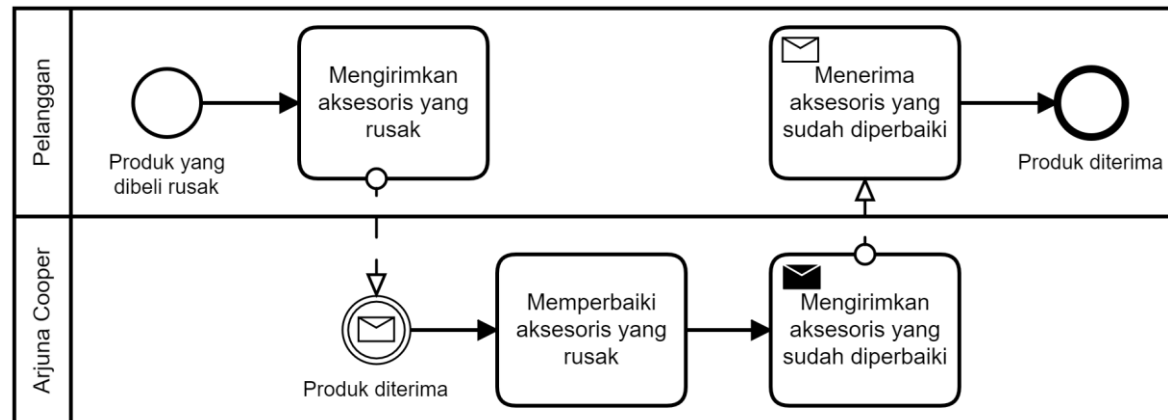 Pelanggan
Produk yang
dibeli rusak
Mengirimkan
aksesoris yang
rusak
Menerima
aksesoris yang
sudah diperbaiki
Produk diterima
Arjuna Cooper
Produk diterima
Memperbaiki
aksesoris yang
rusak
Mengirimkan
aksesoris yang
sudah diperbaiki